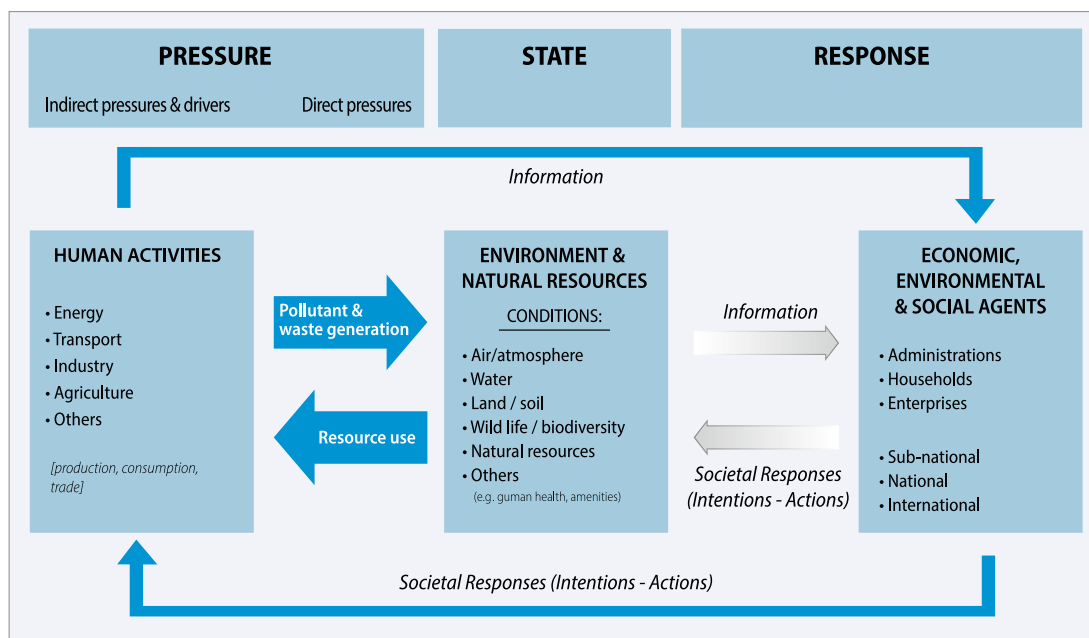 PRESSURE
Indirect pressures & drivers
Direct pressures
STATE
RESPONSE
Information
HUMAN ACTIVITIES
• Energy
• Transport
• Industry
• Agriculture
• Others
[production, consumption,
trade]
Pollutant &
waste generation
Resource use
ENVIRONMENT &
NATURAL RESOURCES
CONDITIONS:
• Air/atmosphere
• Water
• Land / soil
• Wild life / biodiversity
• Natural resources
• Others
(e.g. guman health, amenities)
Information
Societal Responses
(Intentions - Actions)
ECONOMIC,
ENVIRONMENTAL
& SOCIAL AGENTS
• Administrations
• Households
• Enterprises
• Sub-national
• National
• International
Societal Responses (Intentions - Actions)